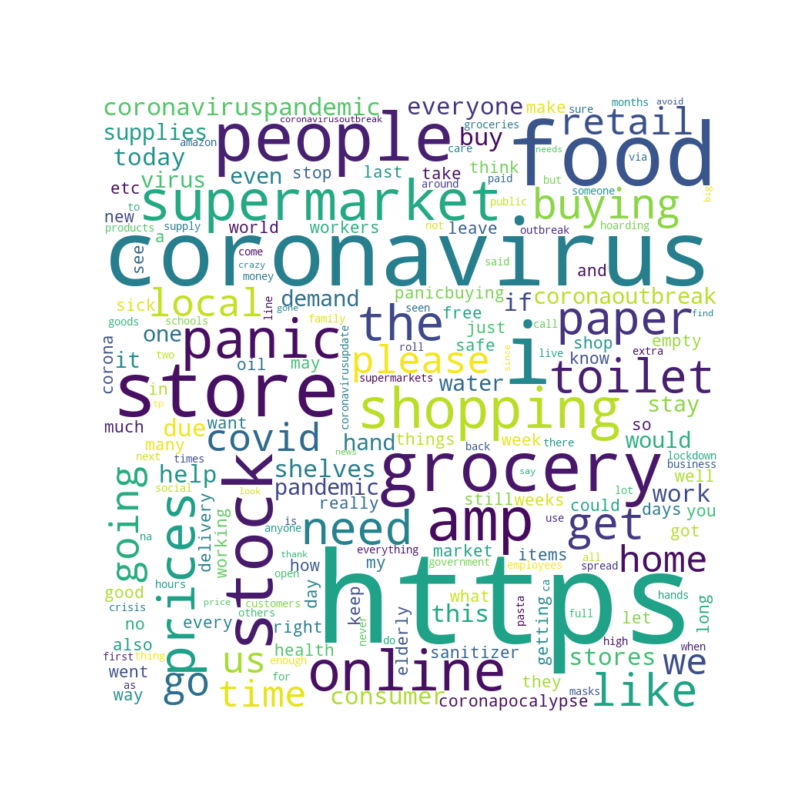 coronaviruspandemic
coronavirusoutbreak
everyone
make
sure
months
avoid
supplies
amazon
people
groceries
buy
retail
care
needs
food
today
via
but
think
etc
virus
even
stop
last
take
around
paid
someone
big
to
new
supermarket
buying
public
products
supply
a
world
workers
leave
not
outbreak
hoarding
see
come
crazy
money
said
and
coronavirus
sick
local
line
demand
panicbuying
if
coronaoutbreak
goods
schools
gone
seen
free
call
find
one
panic
family
the
just
paper
empty
corona
it
two
oil
may
roll
coronavirusupdate
please
safe
since
i
live
shop
know
extra
in
tp
store
want
supermarkets
water
toilet
stay
much
due
shopping
so
many
covid
hand
things
week
back
there
would
next
times
news
say
lockdown
business
going
help
social
look
stock
shelves
pandemic
grocery
lot
well
work
prices
delivery
really
still
weeks
could
days
you
na
working
anyone
need
amp
use
get
got
is
thank
how
everything
market
items
all
spread
home
hours
open
my
government
employees
good
crisis
price
customers
day
keep
https
what
getting
ca
full
hands
long
no
every
others
right
never
do
elderly
this
pasta
let
also
health
sanitizer
stores
high
when
first
thing
us
enough
online
they
we
went
as
way
go
time
for
consumer
coronapocalypse
masks
like